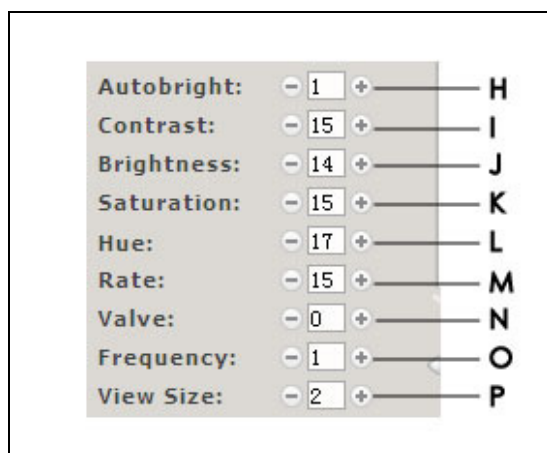 Autobright: 1 H
Contrast: 15 I
Brightness: 14 J
Saturation: 15 K
Hue: 17 L
Rate: 15 M
Valve: 0 N
Frequency: 1 O
View Size: 2 P